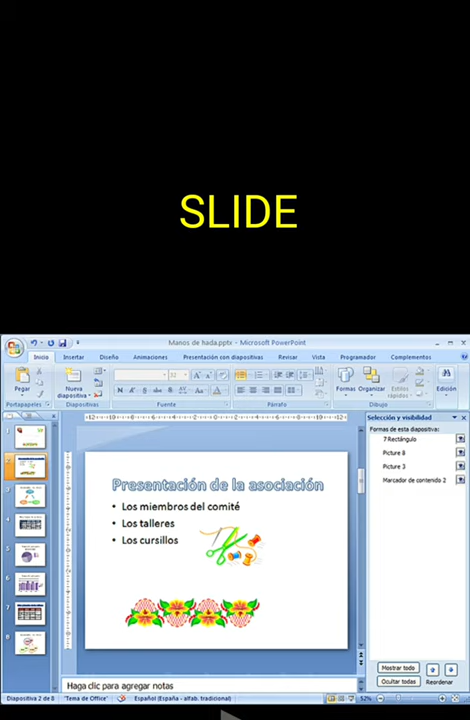 SLIDE
Manos de hada.pptx - Microsoft PowerPoint
Inicio Insertar Diseño Animaciones Presentación con diapositivas Revisar Vista Programador Complementos
Pegar Nueva diapositiva Formas Organizar Estilos rápidos Edición
Portapapeles Diapositivas Fuente Párrafo Dibujo
Selección y visibilidad
Formas de esta diapositiva:
7 Rectángulo
Picture 8
Picture 3
Marcador de contenido 2
Presentación de la asociación
• Los miembros del comité
• Los talleres
• Los cursillos
Mostrar todo
Ocultar todas Reordenar
Haga clic para agregar notas
Diapositiva 2 de 8 "Tema de Office" Español (España - alfab. tradicional) 52%